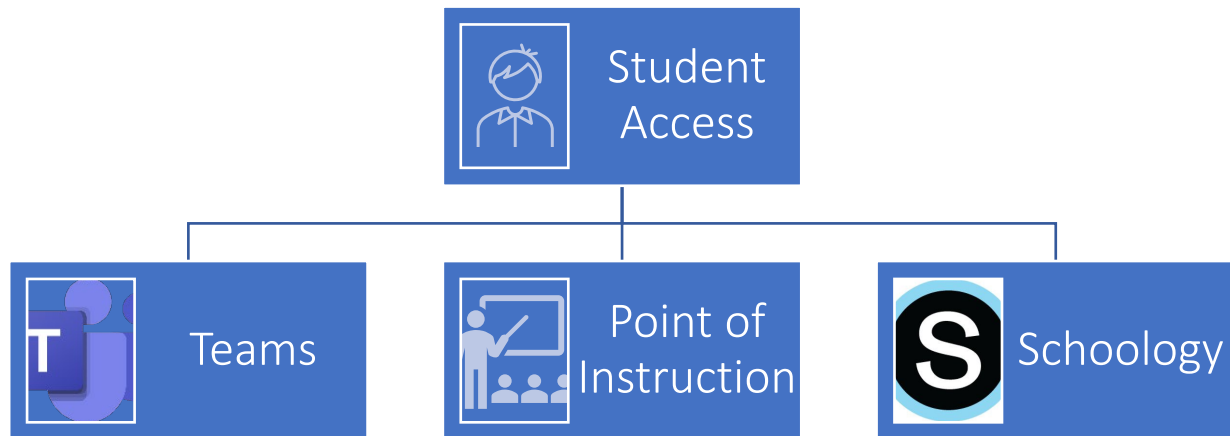 Student
Access
T
Teams
Point of
Instruction
S
Schoology